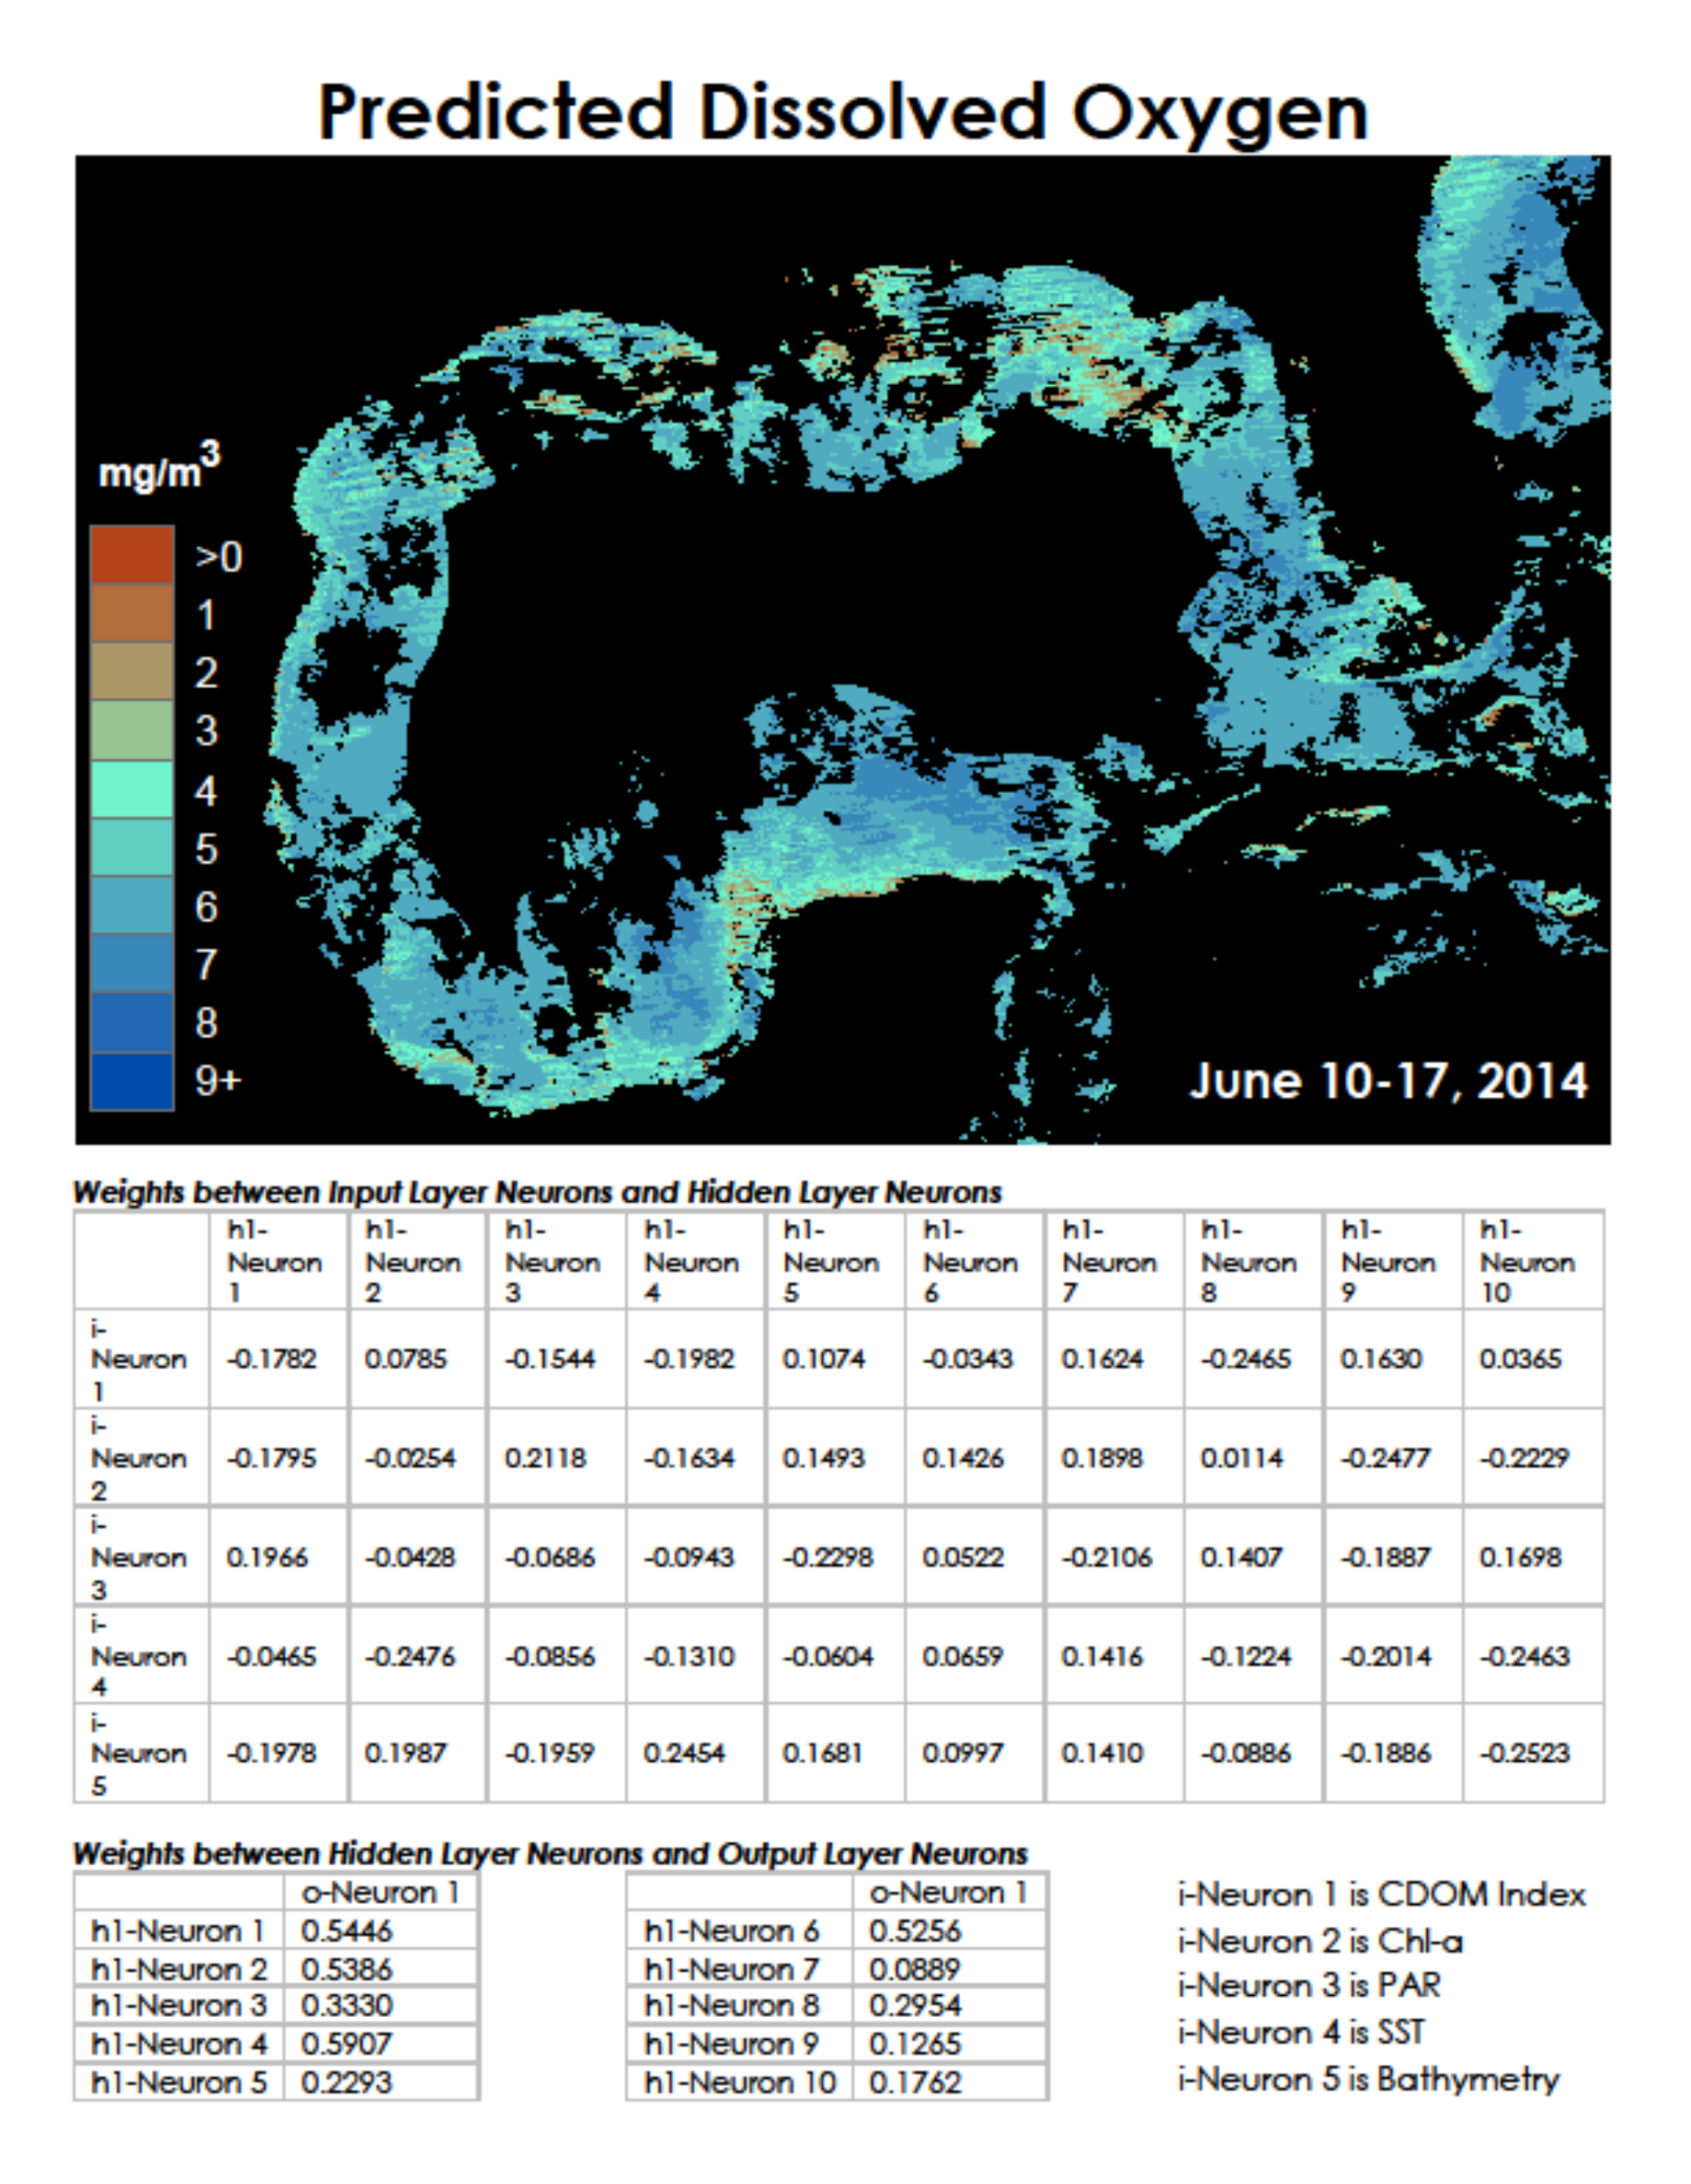 Predicted Dissolved Oxygen
mg/m³
>0
1
2
3
4
5
6
7
8
9+
June 10-17, 2014
Weights between Input Layer Neurons and Hidden Layer Neurons
h1-Neuron 1 h1-Neuron 2 h1-Neuron 3 h1-Neuron 4 h1-Neuron 5 h1-Neuron 6 h1-Neuron 7 h1-Neuron 8 h1-Neuron 9 h1-Neuron 10
i-Neuron 1 -0.1782 0.0785 -0.1544 -0.1982 0.1074 -0.0343 0.1624 -0.2465 0.1630 0.0365
i-Neuron 2 -0.1795 -0.0254 0.2118 -0.1634 0.1493 0.1426 0.1898 0.0114 -0.2477 -0.2229
i-Neuron 3 0.1966 -0.0428 -0.0686 -0.0943 -0.2298 0.0522 -0.2106 0.1407 -0.1887 0.1698
i-Neuron 4 -0.0465 -0.2476 -0.0856 -0.1310 -0.0604 0.0659 0.1416 -0.1224 -0.2014 -0.2463
i-Neuron 5 -0.1978 0.1987 -0.1959 0.2454 0.1681 0.0997 0.1410 -0.0886 -0.1886 -0.2523
Weights between Hidden Layer Neurons and Output Layer Neurons
o-Neuron 1
h1-Neuron 1 0.5446
h1-Neuron 2 0.5386
h1-Neuron 3 0.3330
h1-Neuron 4 0.5907
h1-Neuron 5 0.2293
o-Neuron 1
h1-Neuron 6 0.5256
h1-Neuron 7 0.0889
h1-Neuron 8 0.2954
h1-Neuron 9 0.1265
h1-Neuron 10 0.1762
i-Neuron 1 is CDOM Index
i-Neuron 2 is Chl-a
i-Neuron 3 is PAR
i-Neuron 4 is SST
i-Neuron 5 is Bathymetry